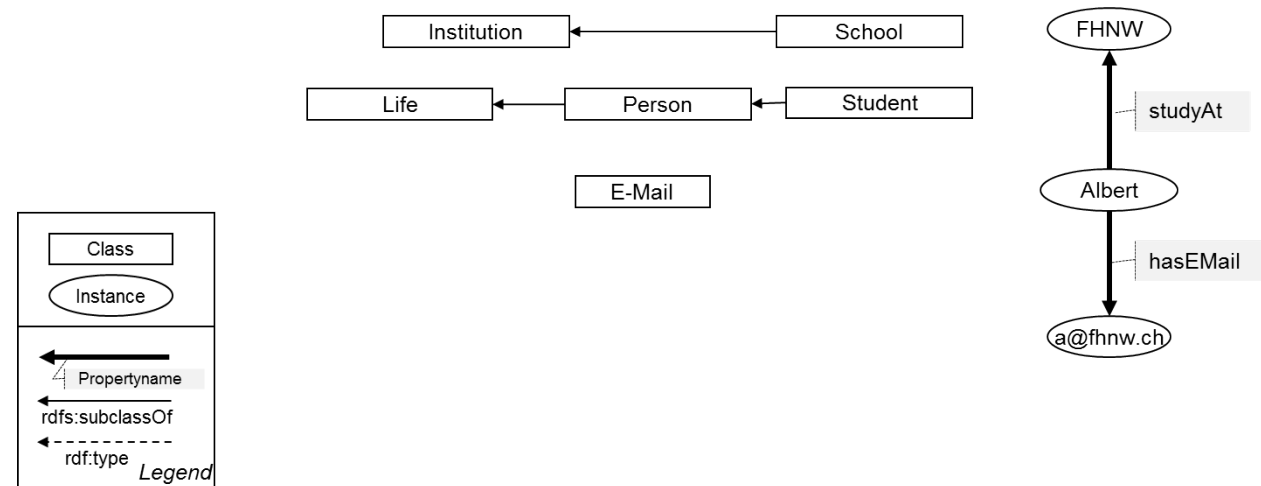 Institution
School
FHNW
Life
Person
Student
studyAt
E-Mail
Albert
Class
Instance
hasEMail
a@fhnw.ch
Propertyname
rdfs:subclassOf
rdf:type
Legend